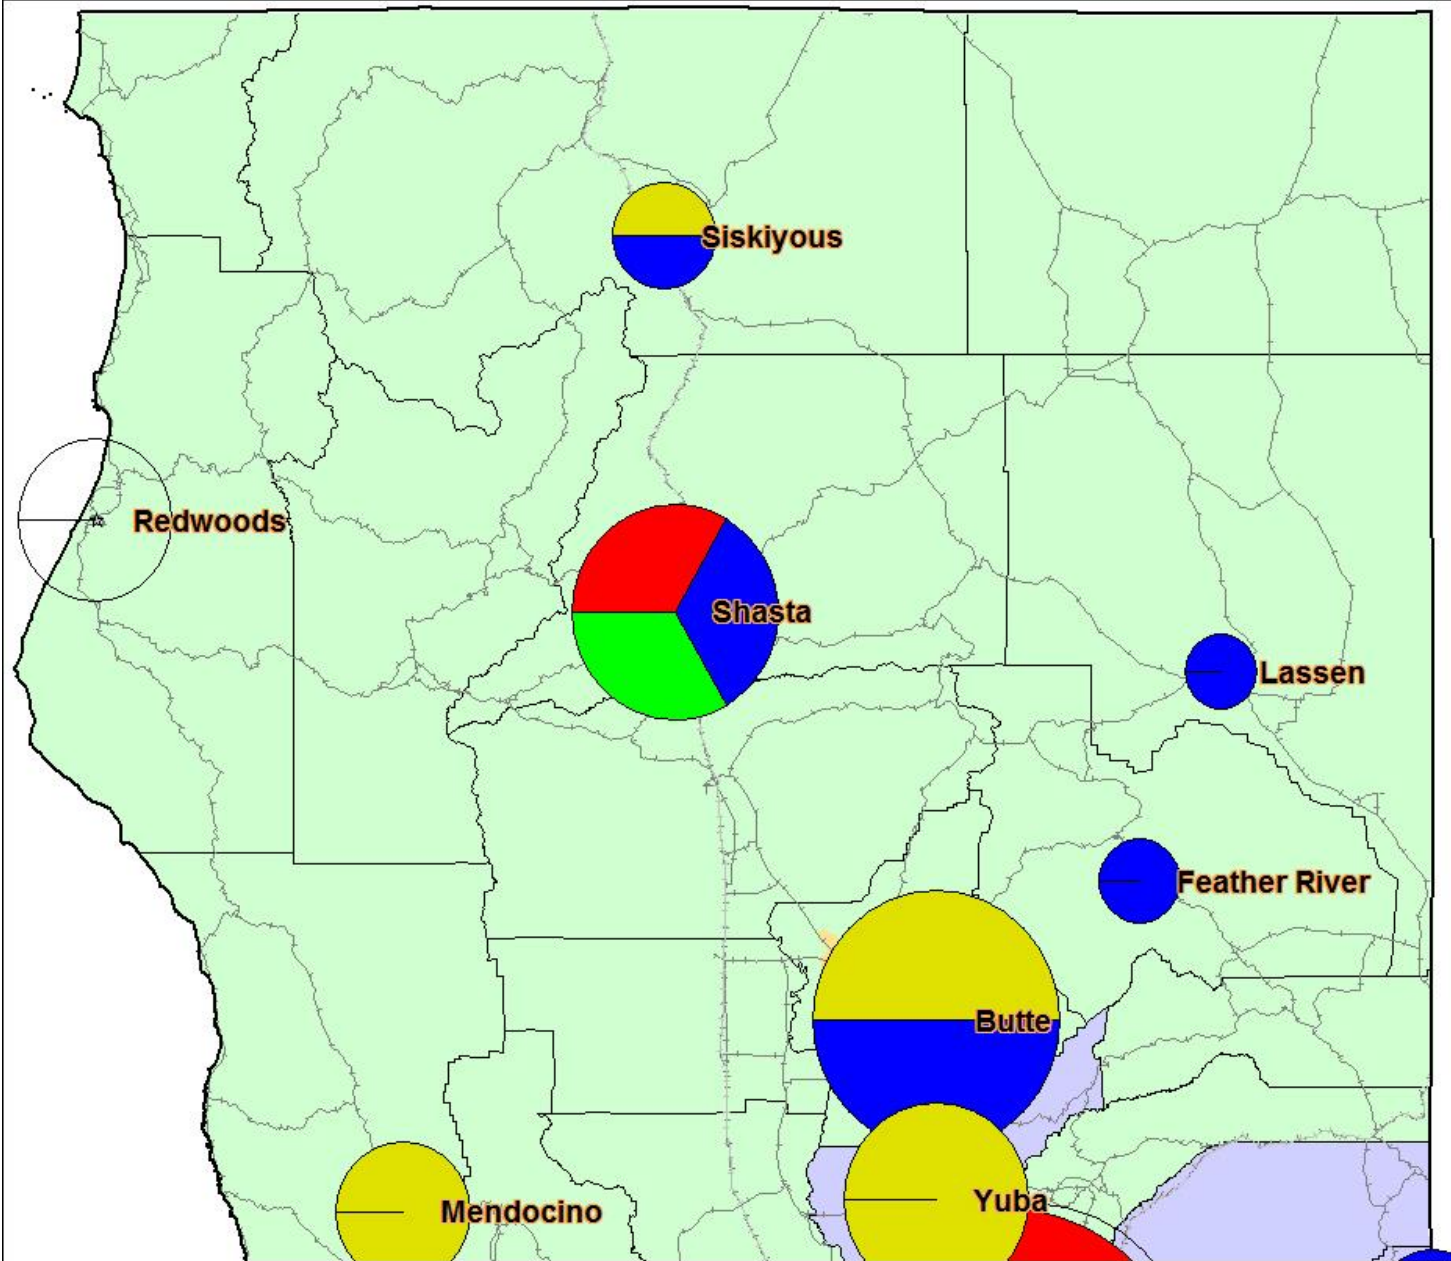 Siskiyous
Redwoods
Shasta
Lassen
Feather River
Butte
Yuba
Mendocino